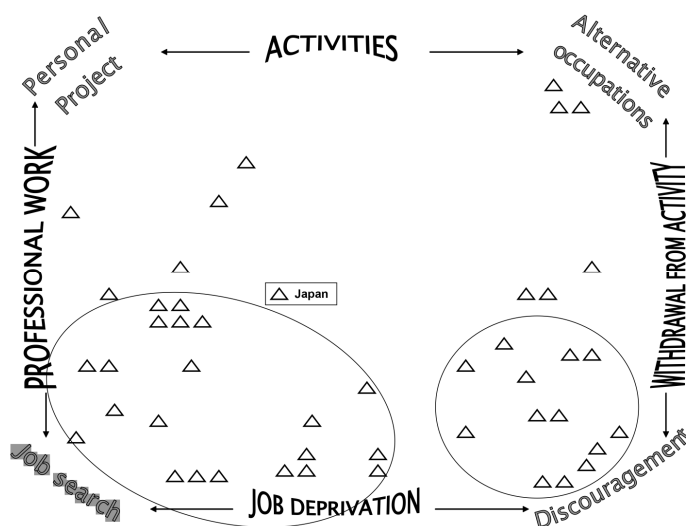 Personal
Project
ACTIVITIES
Alternative
occupations
PROFESSIONAL WORK
WITHDRAWAL FROM ACTIVITY
Japan
Job search
JOB DEPRIVATION
Discouragement